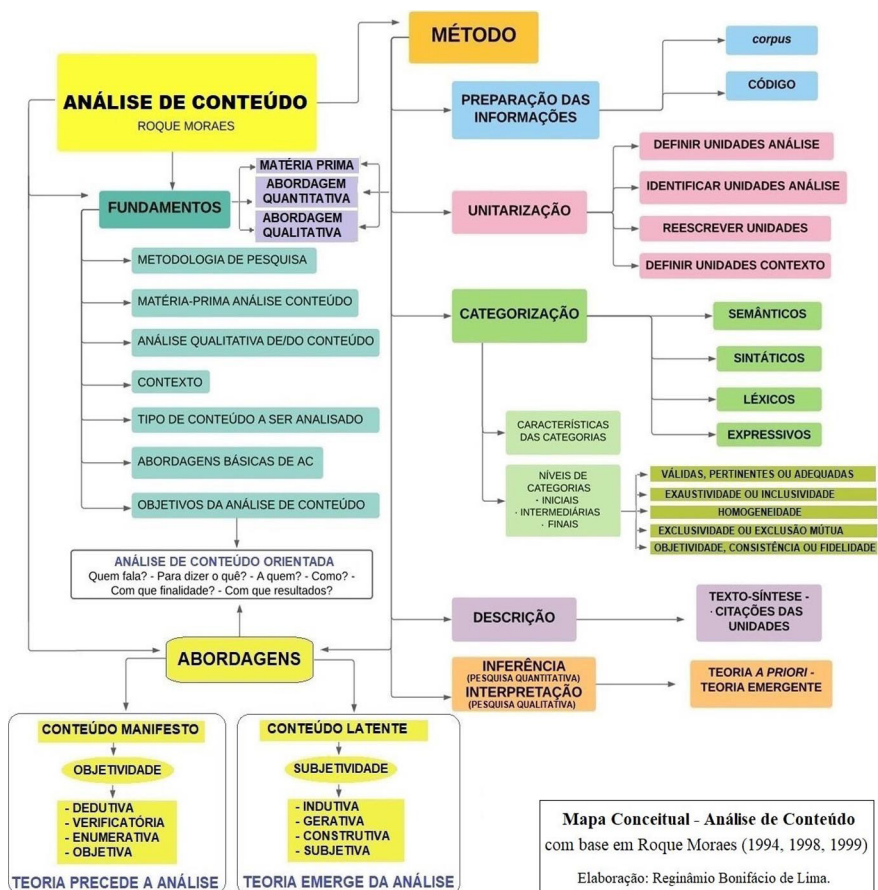 ANÁLISE DE CONTEÚDO
ROQUE MORAES
FUNDAMENTOS
MATÉRIA PRIMA
ABORDAGEM
QUANTITATIVA
ABORDAGEM
QUALITATIVA
METODOLOGIA DE PESQUISA
MATÉRIA-PRIMA ANÁLISE CONTEÚDO
ANÁLISE QUALITATIVA DE/DO CONTEÚDO
CONTEXTO
TIPO DE CONTEÚDO A SER ANALISADO
ABORDAGENS BÁSICAS DE AC
OBJETIVOS DA ANÁLISE DE CONTEÚDO
ANÁLISE DE CONTEÚDO ORIENTADA
Quem fala? - Para dizer o quê? - A quem? - Como? -
Com que finalidade? - Com que resultados?
ABORDAGENS
CONTEÚDO MANIFESTO
OBJETIVIDADE
- DEDUTIVA
- VERIFICATÓRIA
- ENUMERATIVA
- OBJETIVA
TEORIA PRECEDE A ANÁLISE
CONTEÚDO LATENTE
SUBJETIVIDADE
- INDUTIVA
- GERATIVA
- CONSTRUTIVA
- SUBJETIVA
TEORIA EMERGE DA ANÁLISE
MÉTODO
PREPARAÇÃO DAS
INFORMAÇÕES
corpus
CÓDIGO
UNITARIZAÇÃO
DEFINIR UNIDADES ANÁLISE
IDENTIFICAR UNIDADES ANÁLISE
REESCREVER UNIDADES
DEFINIR UNIDADES CONTEXTO
CATEGORIZAÇÃO
SEMÂNTICOS
SINTÁTICOS
LÉXICOS
EXPRESSIVOS
CARACTERÍSTICAS
DAS CATEGORIAS
NÍVEIS DE
CATEGORIAS
· INICIAIS
· INTERMEDIÁRIAS
· FINAIS
VÁLIDAS, PERTINENTES OU ADEQUADAS
EXAUSTIVIDADE OU INCLUSIVIDADE
HOMOGENEIDADE
EXCLUSIVIDADE OU EXCLUSÃO MÚTUA
OBJETIVIDADE, CONSISTÊNCIA OU FIDELIDADE
DESCRIÇÃO
TEXTO-SÍNTESE -
· CITAÇÕES DAS
UNIDADES
INFERÊNCIA
(PESQUISA QUANTITATIVA)
INTERPRETAÇÃO
(PESQUISA QUALITATIVA)
TEORIA A PRIORI -
TEORIA EMERGENTE
Mapa Conceitual - Análise de Conteúdo
com base em Roque Moraes (1994, 1998, 1999)
Elaboração: Reginâmio Bonifácio de Lima.